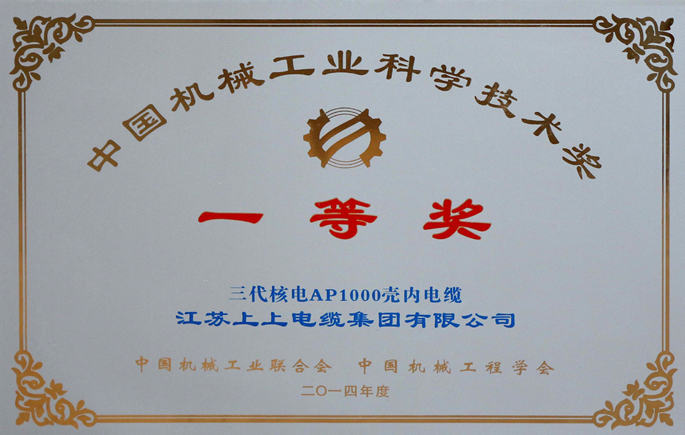 中国机械工业科学技术奖
一等奖
三代核电AP1000壳内电缆
江苏上上电缆集团有限公司
中国机械工业联合会 中国机械工程学会
二〇一四年度